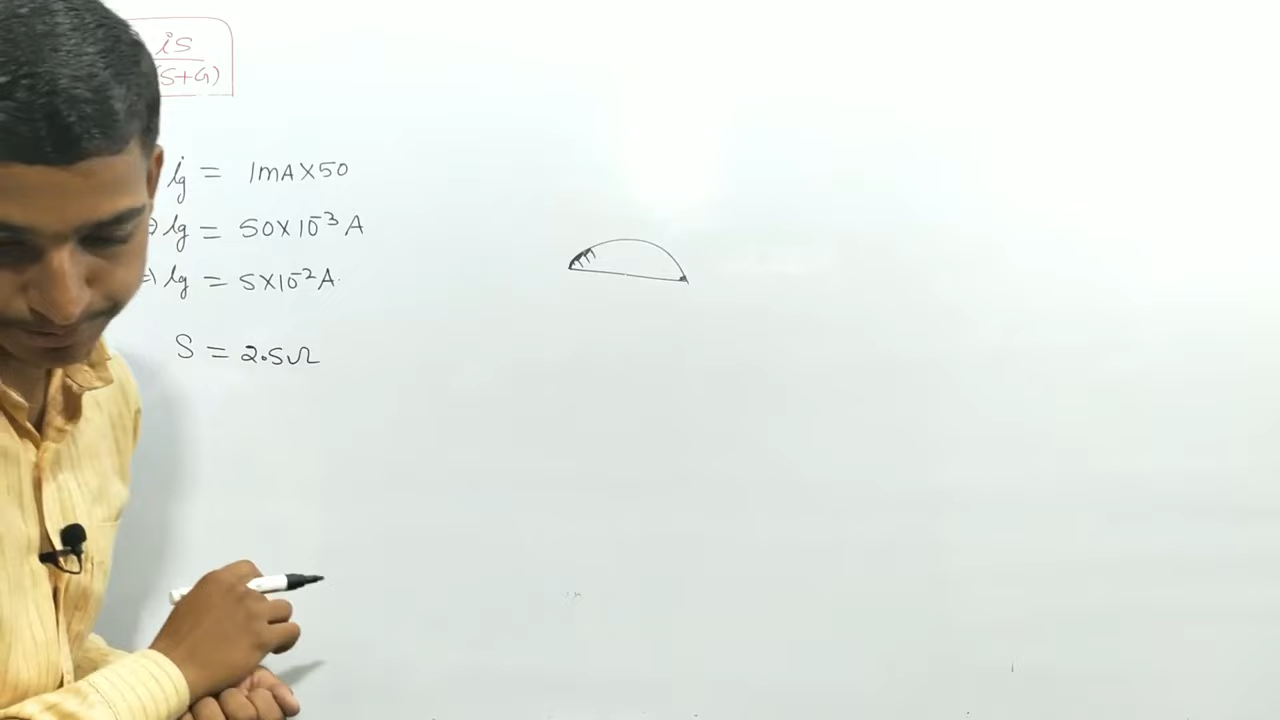 is
(S+G)
ig = 1mA×50
⇒ ig = 50×10⁻³ A
⇒ ig = 5×10⁻² A.
S = 2.5Ω